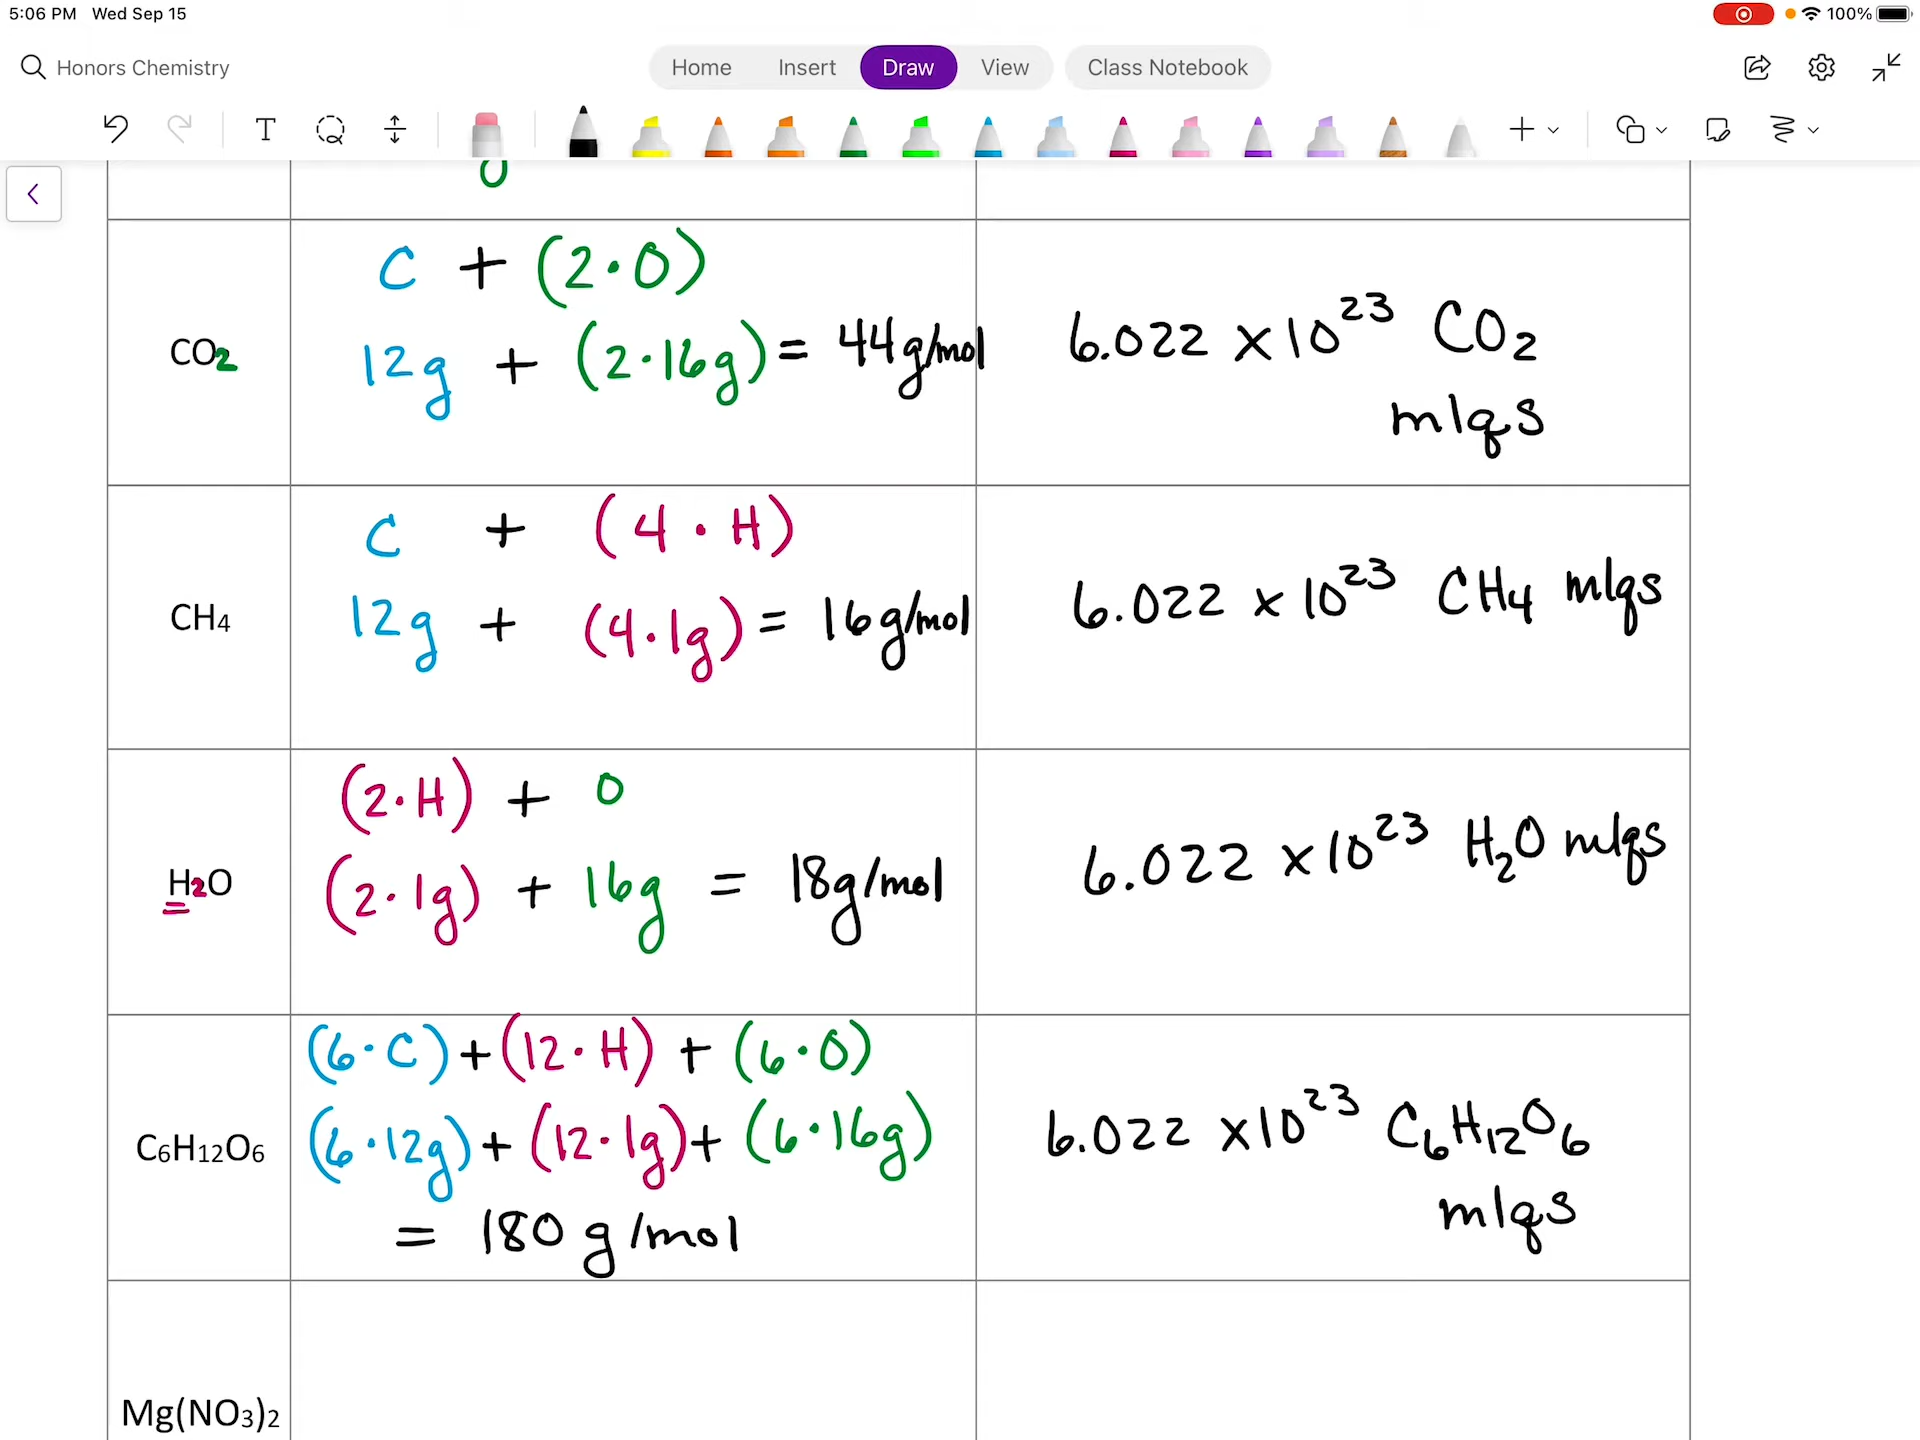 5:06 PM Wed Sep 15
100%
Honors Chemistry
Home Insert Draw View Class Notebook
T
O
CO2
C + (2·O)
12g + (2·16g) = 44g/mol
6.022 x 10^23 CO2
mlqs
CH4
C + (4·H)
12g + (4·1g) = 16g/mol
6.022 x 10^23 CH4 mlqs
H2O
(2·H) + O
(2·1g) + 16g = 18g/mol
6.022 x 10^23 H2O mlqs
C6H12O6
(6·C) + (12·H) + (6·O)
(6·12g) + (12·1g) + (6·16g)
= 180 g/mol
6.022 x 10^23 C6H12O6
mlqs
Mg(NO3)2